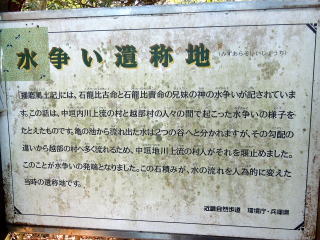 水争い遺称地
(みずあらそいいしょうち)
「播磨風土記」には、石龍比古命と石龍比賣命の兄妹の神の水争いが記されていま
す。この話は、中垣内川上流の村と越部村の人々の間で起こった水争いの様子を
たとえたものです。亀の池から流れ出た水は2つの谷へと分かれますが、その勾配の
違いから越部の村へ多く流れるため、中垣地川上流の村人がそれを堰止めました。
このことが水争いの発端となりました。この石積みが、水の流れを人為的に変えた
当時の遺称地です。
近畿自然歩道 環境庁・兵庫県